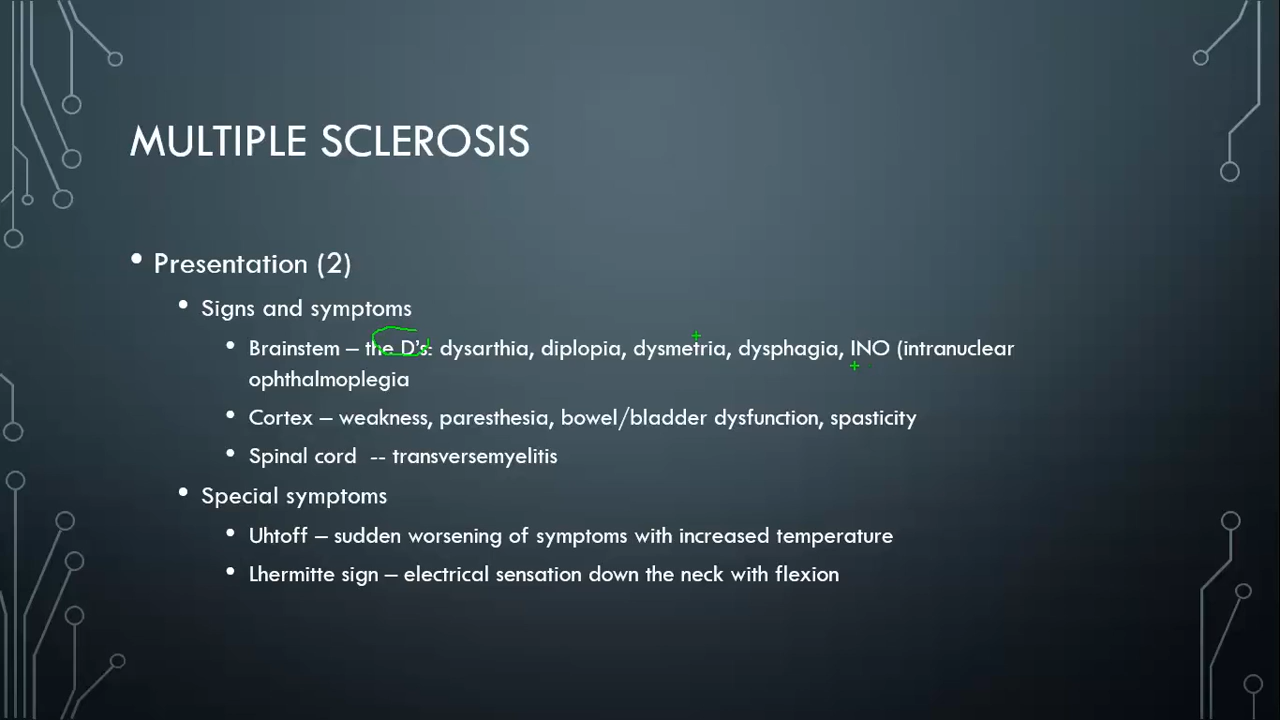 MULTIPLE SCLEROSIS
• Presentation (2)
• Signs and symptoms
• Brainstem – the D's: dysarthia, diplopia, dysmetria, dysphagia, INO (intranuclear
ophthalmoplegia
• Cortex – weakness, paresthesia, bowel/bladder dysfunction, spasticity
• Spinal cord -- transversemyelitis
• Special symptoms
• Uhtoff – sudden worsening of symptoms with increased temperature
• Lhermitte sign – electrical sensation down the neck with flexion